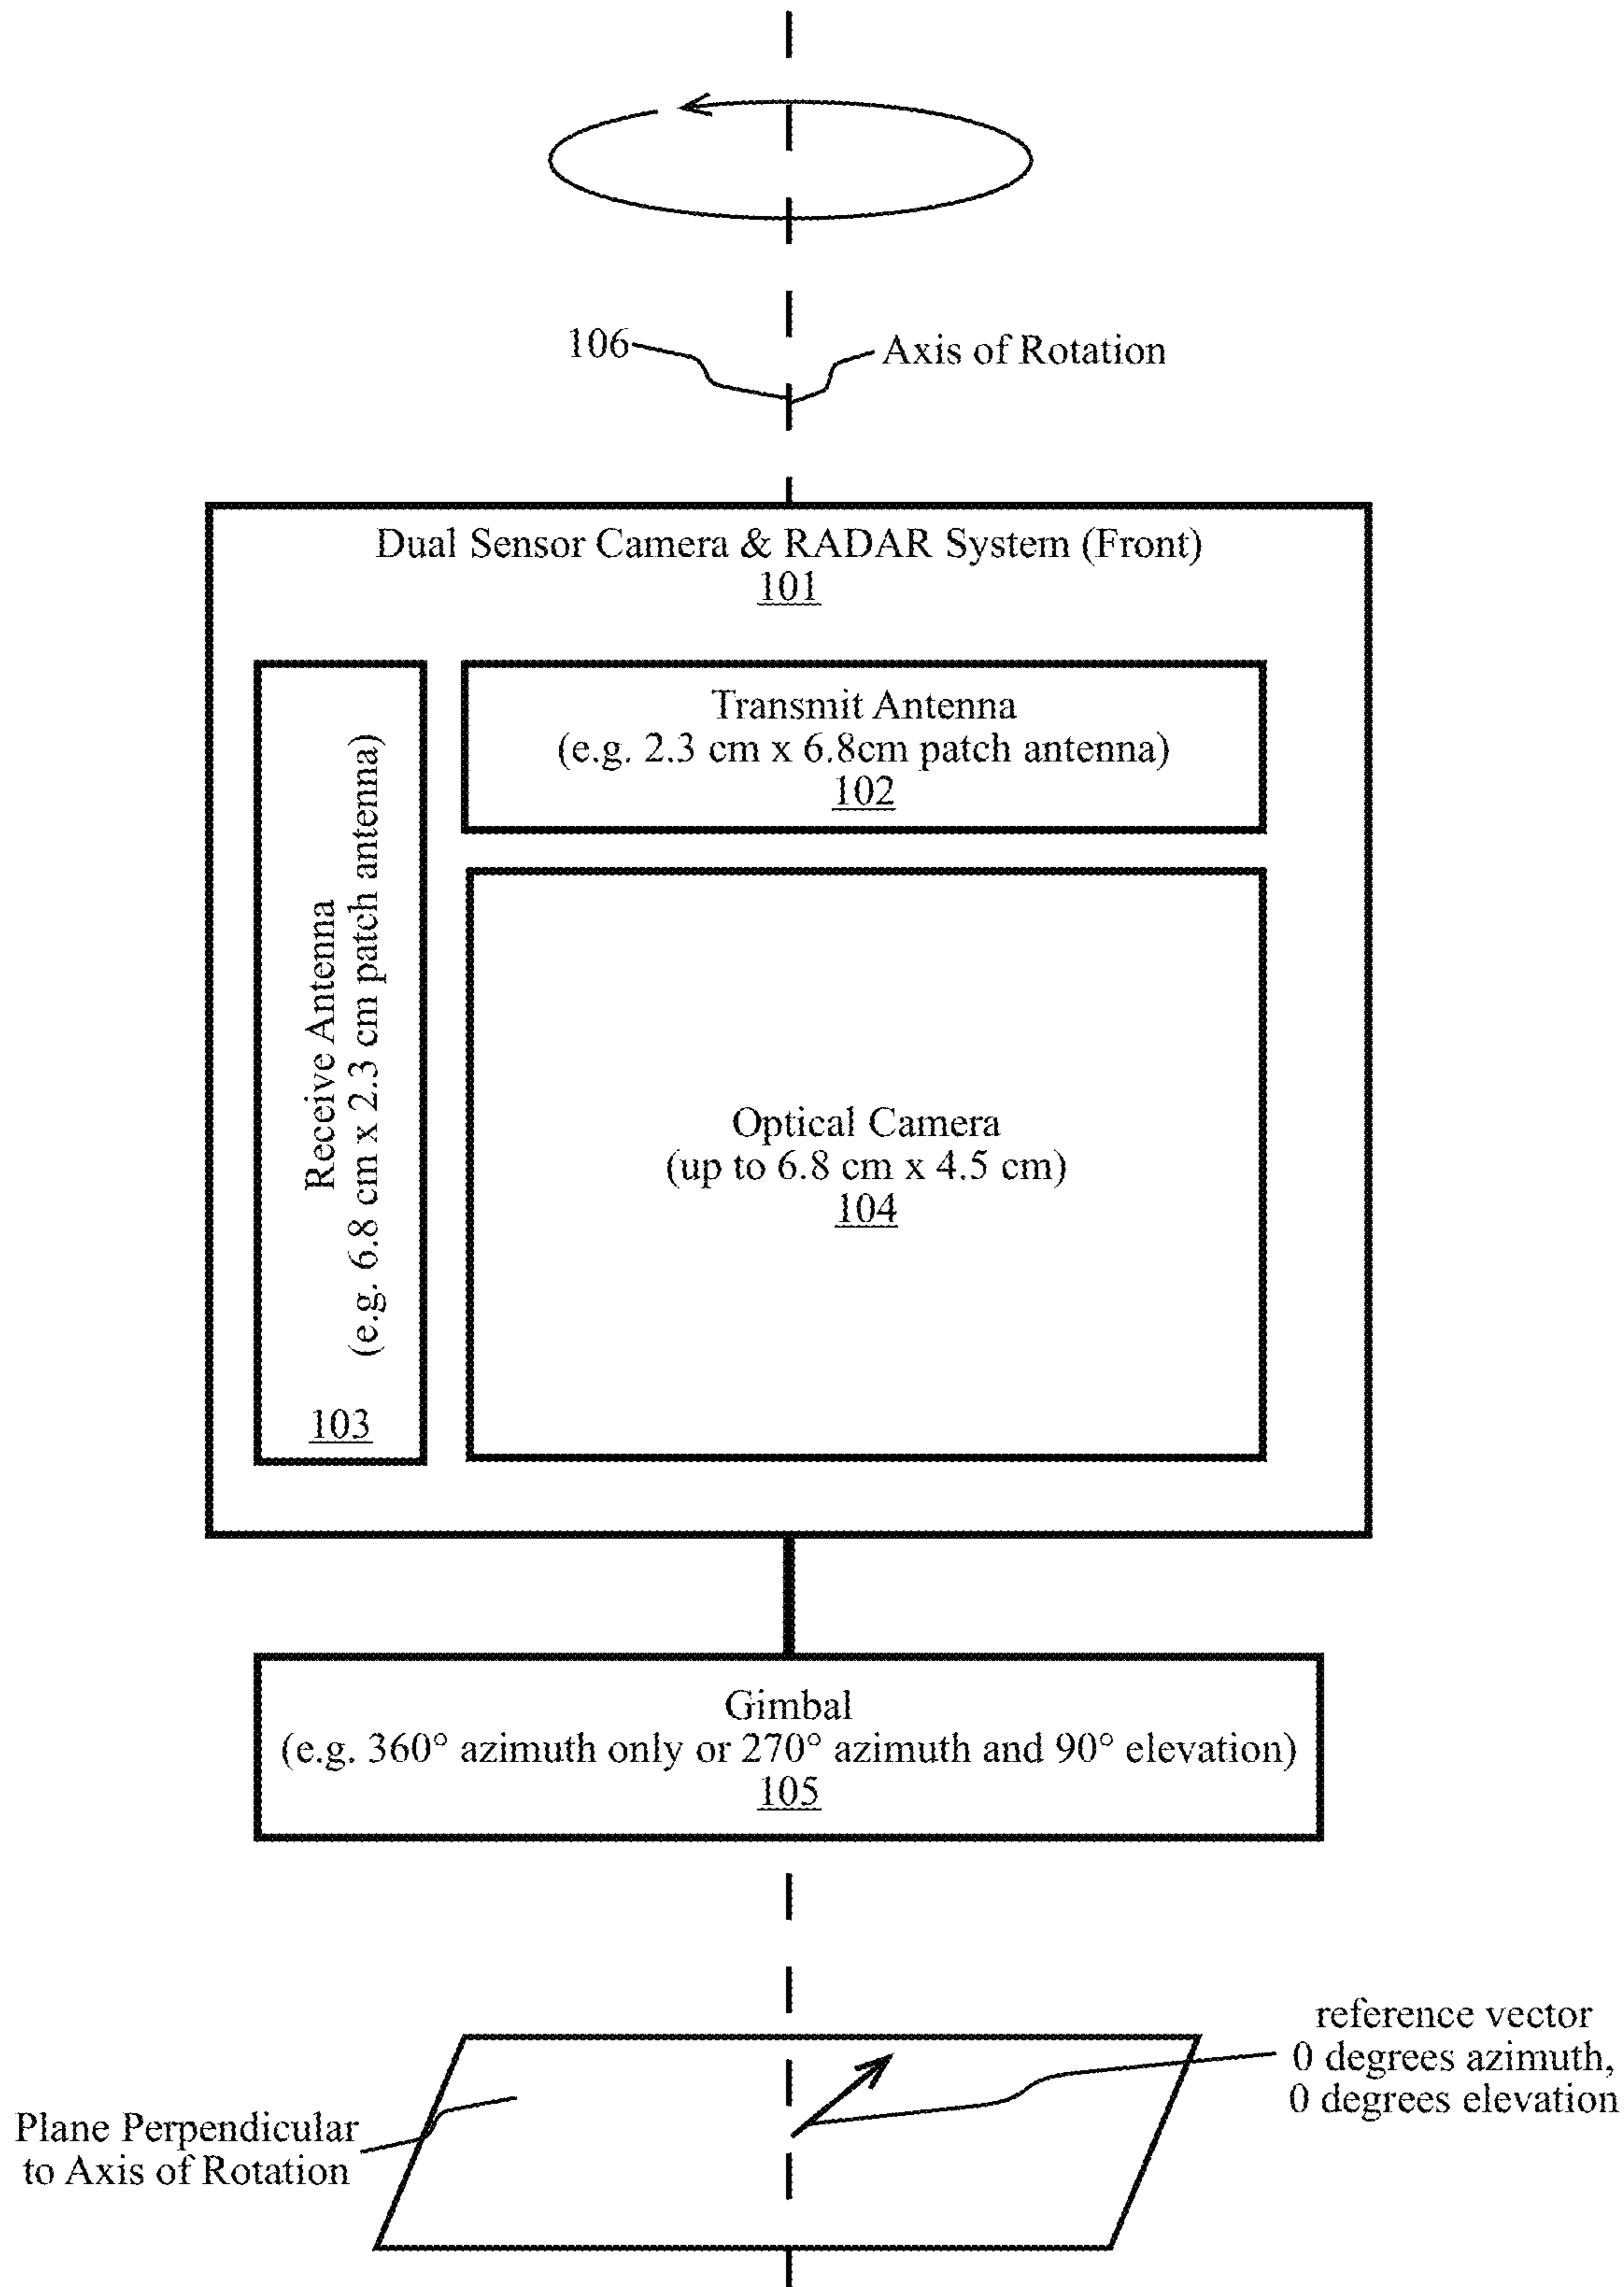 106
Axis of Rotation
Dual Sensor Camera & RADAR System (Front)
101
Transmit Antenna
(e.g. 2.3 cm x 6.8cm patch antenna)
102
Receive Antenna
(e.g. 6.8 cm x 2.3 cm patch antenna)
103
Optical Camera
(up to 6.8 cm x 4.5 cm)
104
Gimbal
(e.g. 360° azimuth only or 270° azimuth and 90° elevation)
105
reference vector
0 degrees azimuth,
0 degrees elevation
Plane Perpendicular
to Axis of Rotation